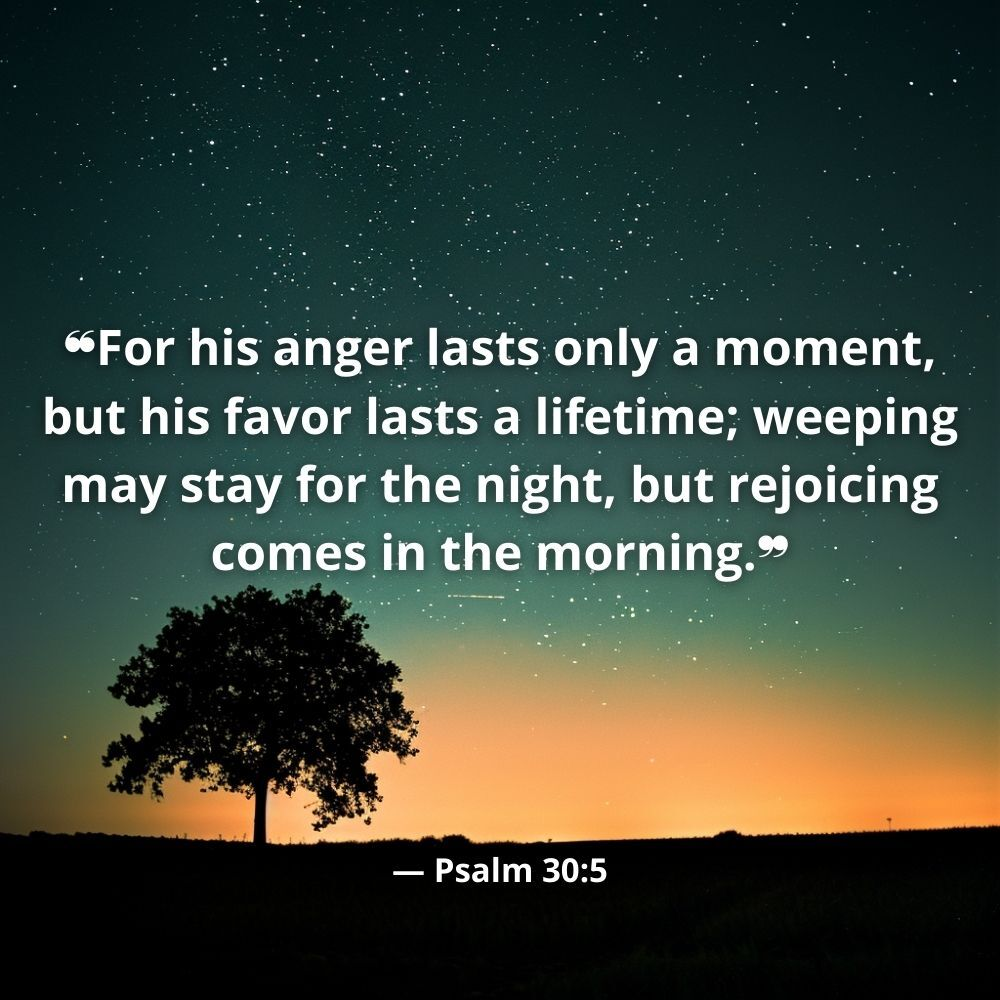 ❝For his anger lasts only a moment,
but his favor lasts a lifetime; weeping
may stay for the night, but rejoicing
comes in the morning.❞
— Psalm 30:5